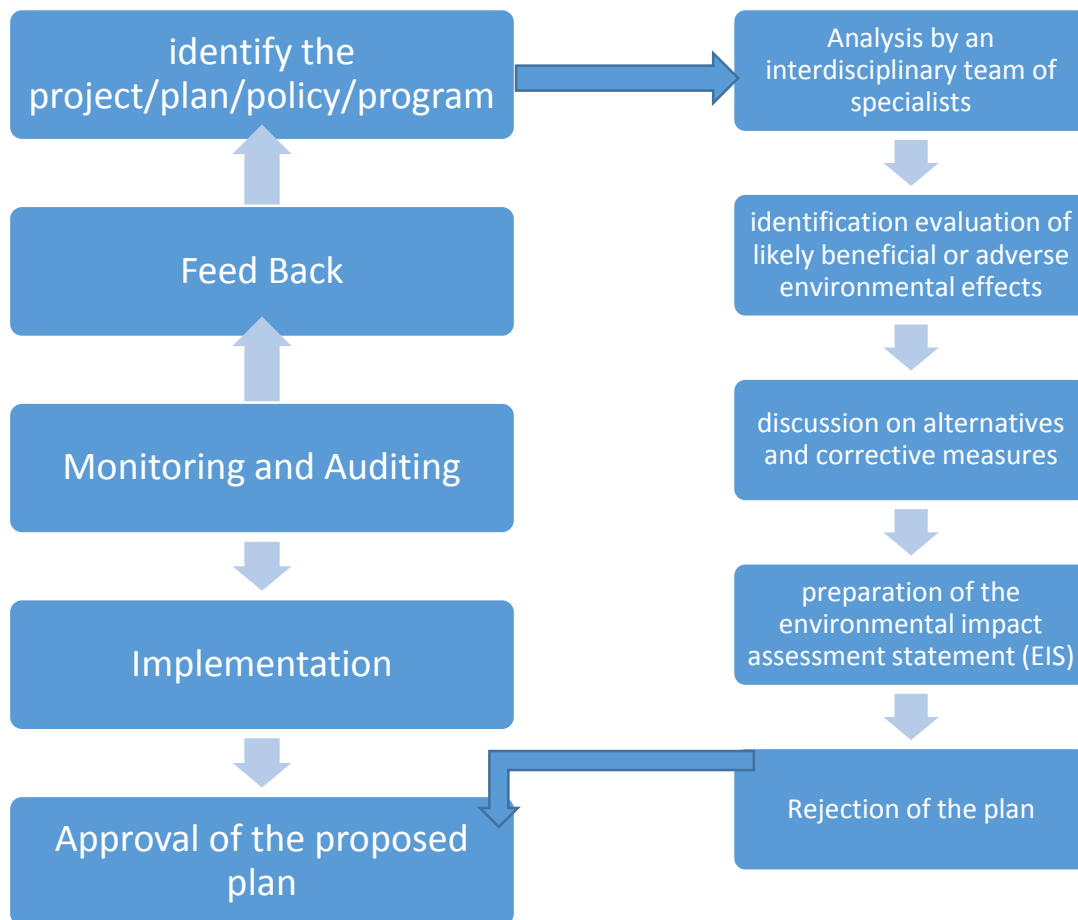 identify the
project/plan/policy/program
Feed Back
Monitoring and Auditing
Implementation
Approval of the proposed
plan
Analysis by an
interdisciplinary team of
specialists
identification evaluation of
likely beneficial or adverse
environmental effects
discussion on alternatives
and corrective measures
preparation of the
environmental impact
assessment statement (EIS)
Rejection of the plan